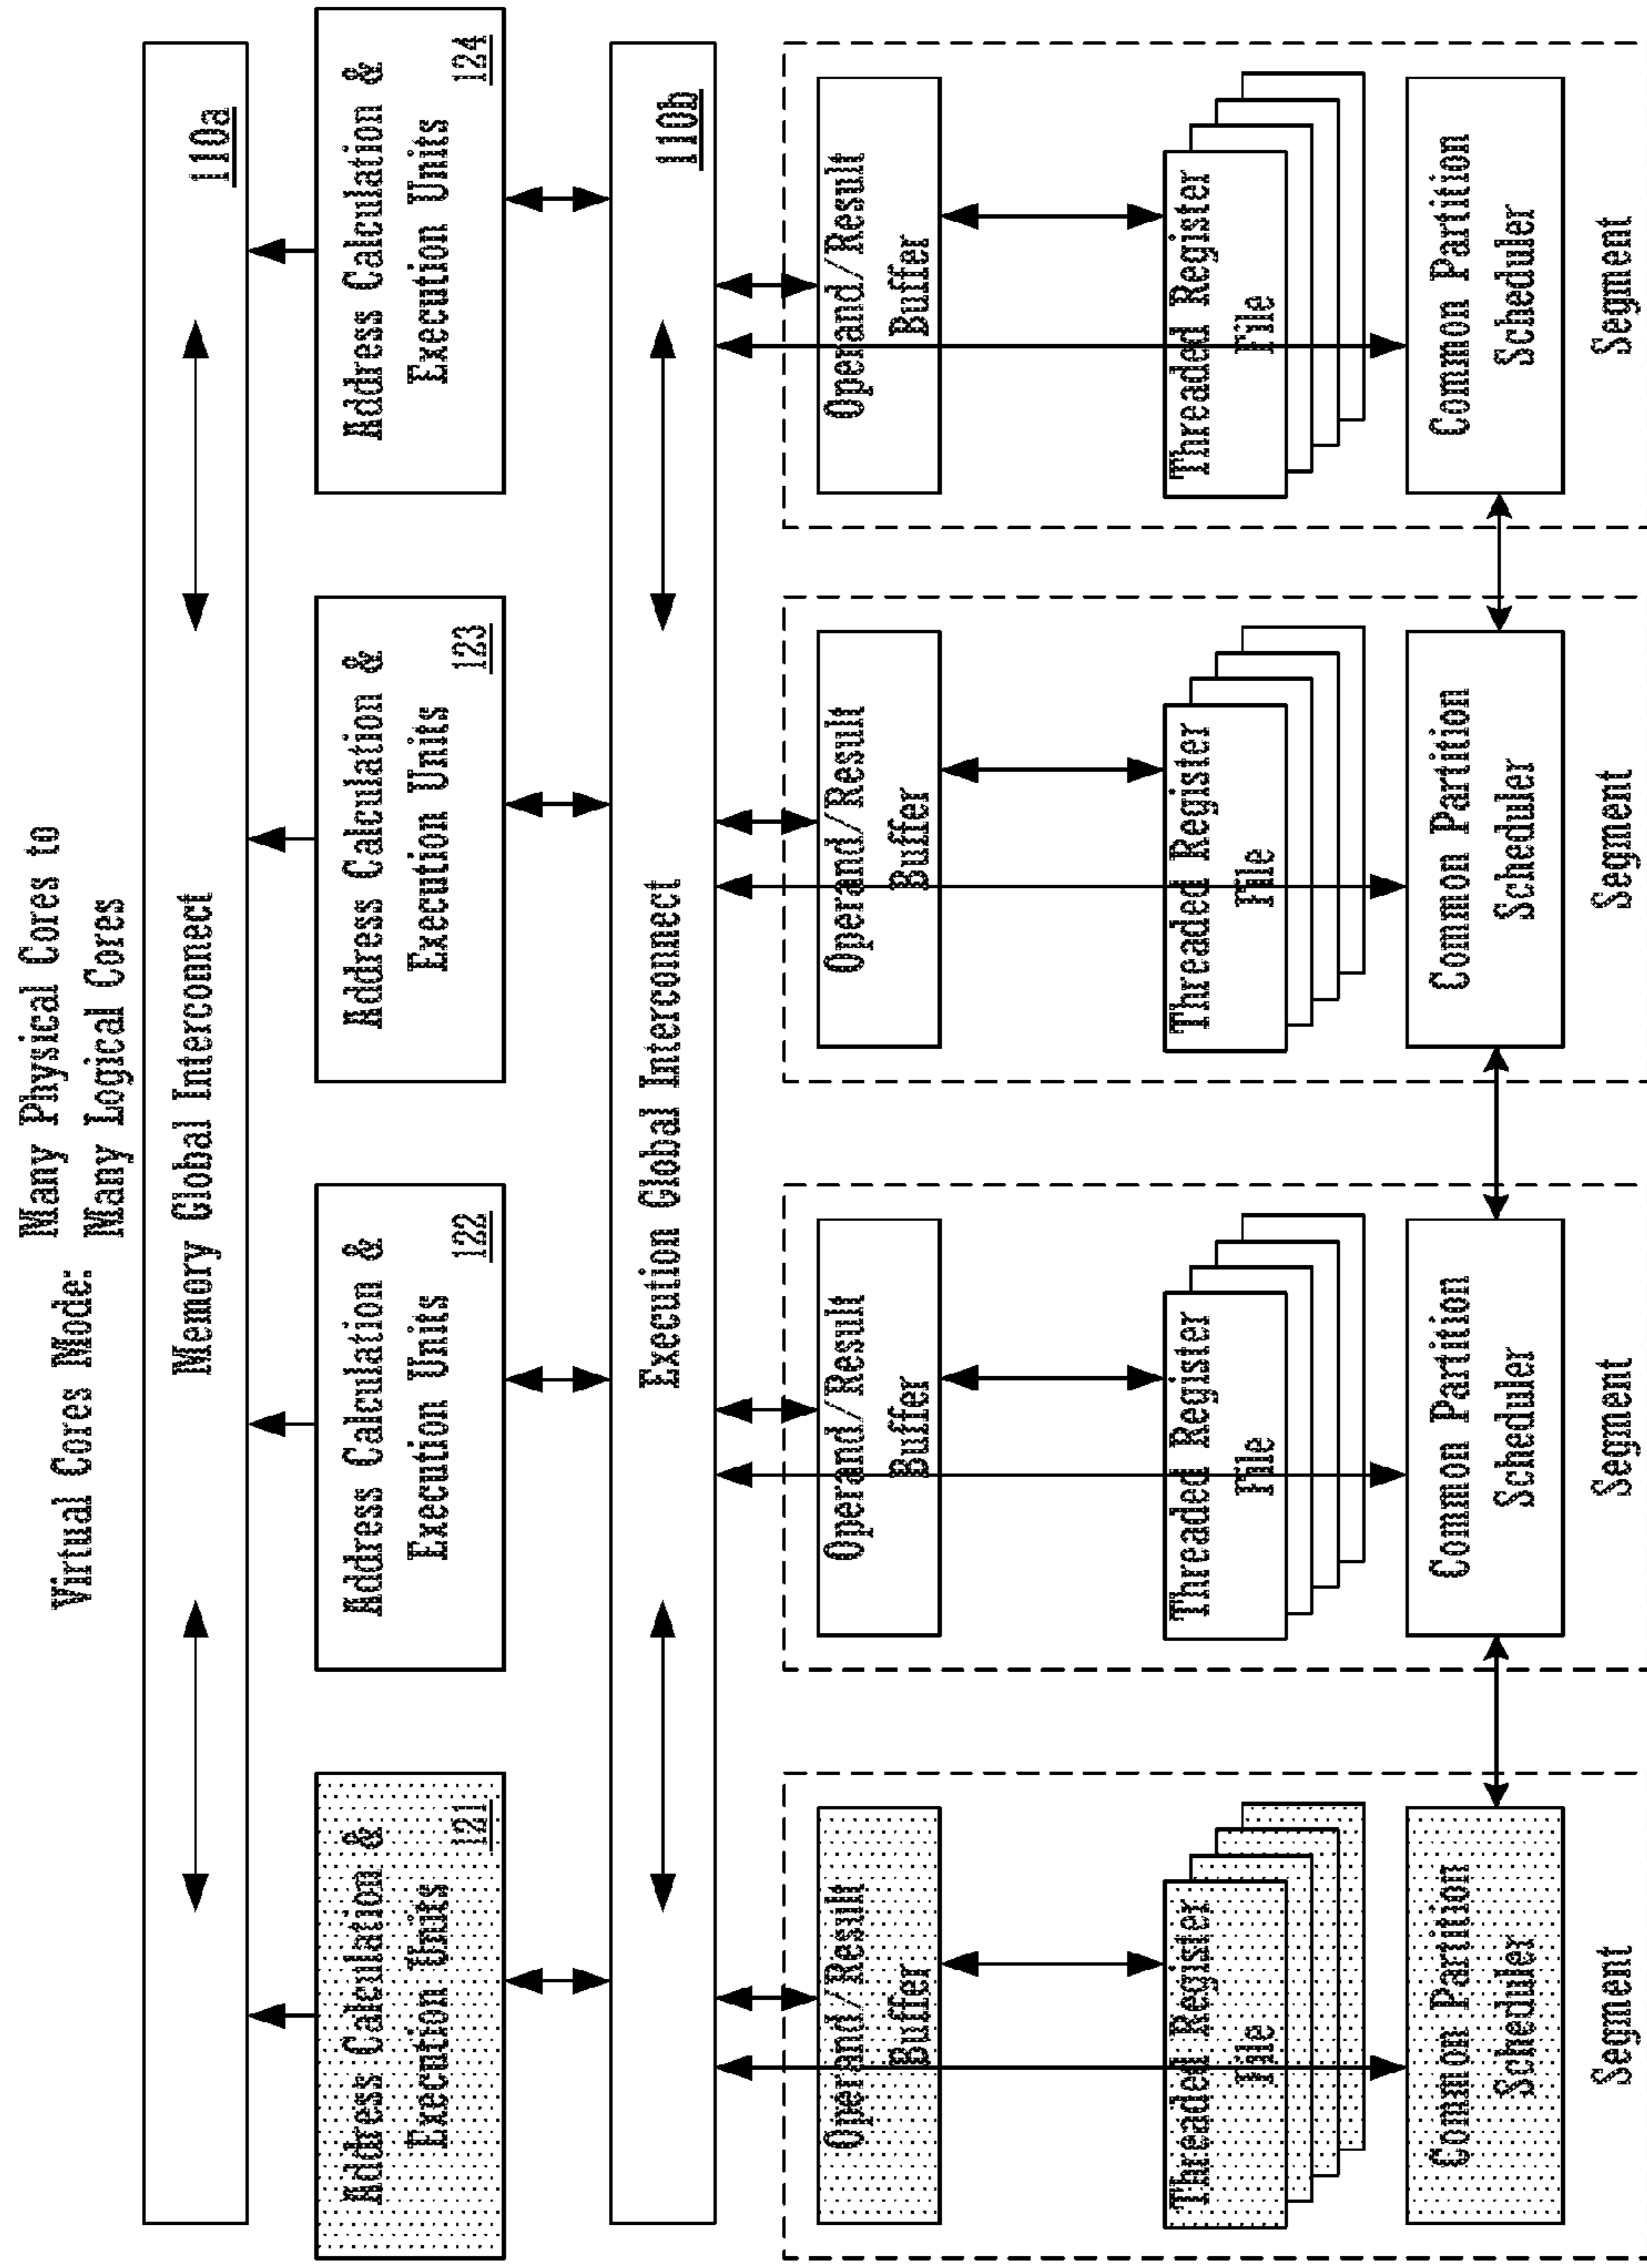 Virtual Cores Mode:
Many Physical Cores to
Many Logical Cores
Memory Global Interconnect
110a
Address Calculation &
Execution Units
121
Address Calculation &
Execution Units
122
Address Calculation &
Execution Units
123
Address Calculation &
Execution Units
124
Execution Global Interconnect
110b
Operand/Result
Buffer
Operand/Result
Buffer
Operand/Result
Buffer
Operand/Result
Buffer
Threaded Register
File
Threaded Register
File
Threaded Register
File
Threaded Register
File
Common Partition
Scheduler
Common Partition
Scheduler
Common Partition
Scheduler
Common Partition
Scheduler
Segment
Segment
Segment
Segment